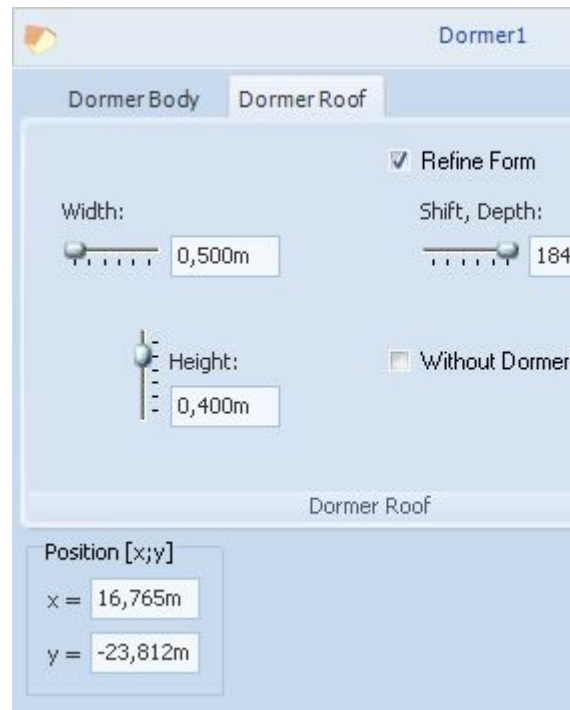 Dormer1
Dormer Body Dormer Roof
Refine Form
Width: Shift, Depth:
0,500m 184
Height: Without Dormer
0,400m
Dormer Roof
Position [x;y]
x = 16,765m
y = -23,812m